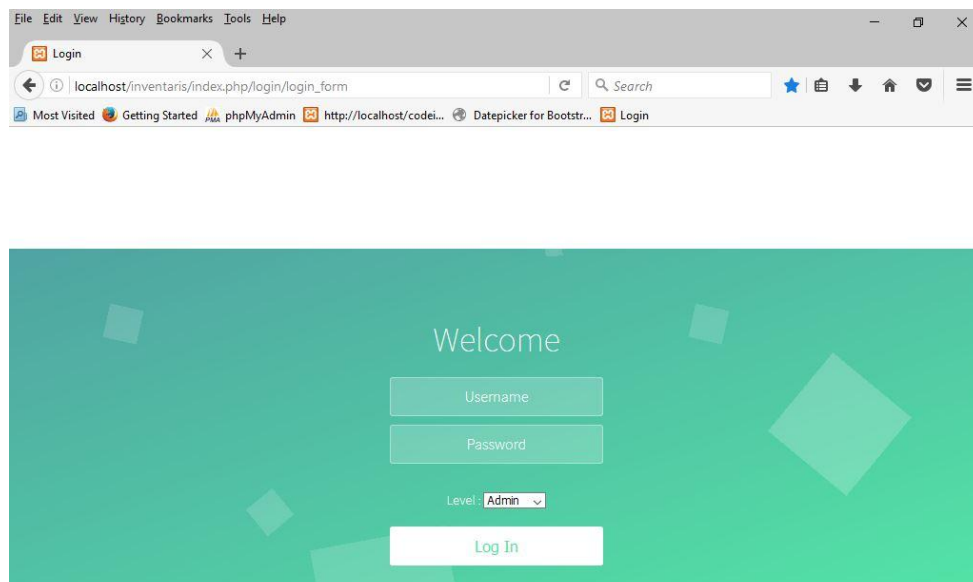 File Edit View History Bookmarks Tools Help
Login
localhost/inventaris/index.php/login/login_form
Search
Most Visited Getting Started phpMyAdmin http://localhost/codei... Datepicker for Bootstr... Login
Welcome
Username
Password
Level : Admin
Log In